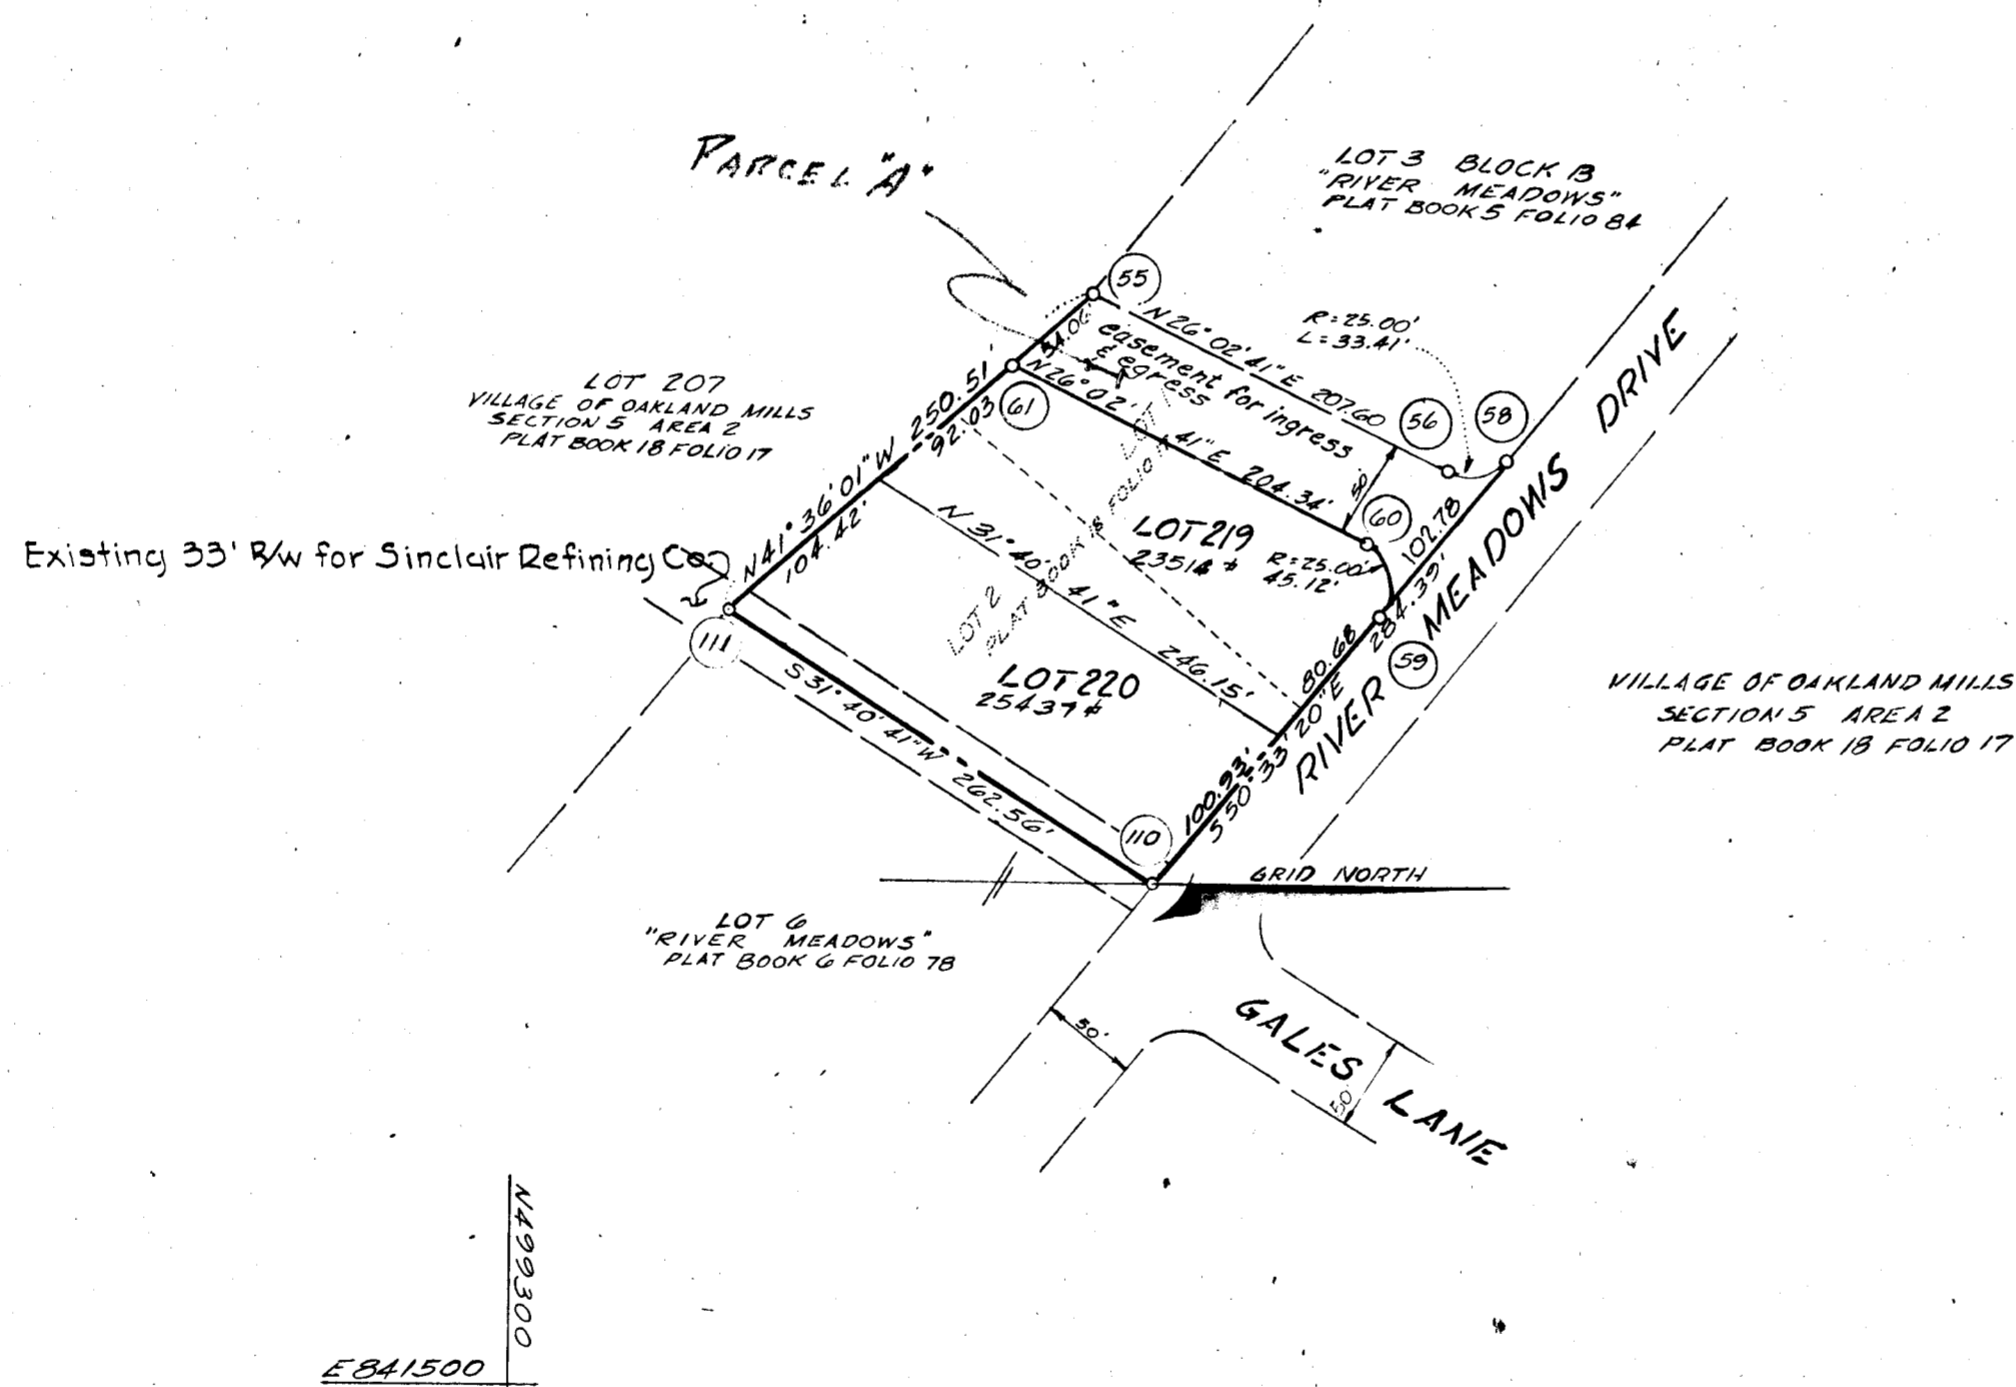 PARCEL "A"
LOT 3 BLOCK B
"RIVER MEADOWS"
PLAT BOOK 5 FOLIO 84
55
N26°02'41"E 207.60
R=25.00'
L=33.41'
easement for ingress
& egress
56
58
N26°02'41"E 204.34'
61
50'
60
LOT 207
VILLAGE OF OAKLAND MILLS
SECTION 5 AREA 2
PLAT BOOK 18 FOLIO 17
N41°36'01"W 250.51
92.03
104.42'
LOT 219
23514 #
R=25.00'
45.12'
102.78
284.39'
RIVER MEADOWS DRIVE
59
Existing 33' R/W for Sinclair Refining Co.
111
N31°40'41"E 246.15'
LOT 2
PLAT BOOK 18 FOLIO
LOT 220
25437 #
80.68
S50°33'20"E
100.93'
S31°40'41"W 262.56'
110
VILLAGE OF OAKLAND MILLS
SECTION 5 AREA 2
PLAT BOOK 18 FOLIO 17
GRID NORTH
LOT 6
"RIVER MEADOWS"
PLAT BOOK 6 FOLIO 78
50'
GALES LANE
50'
N499300
E841500